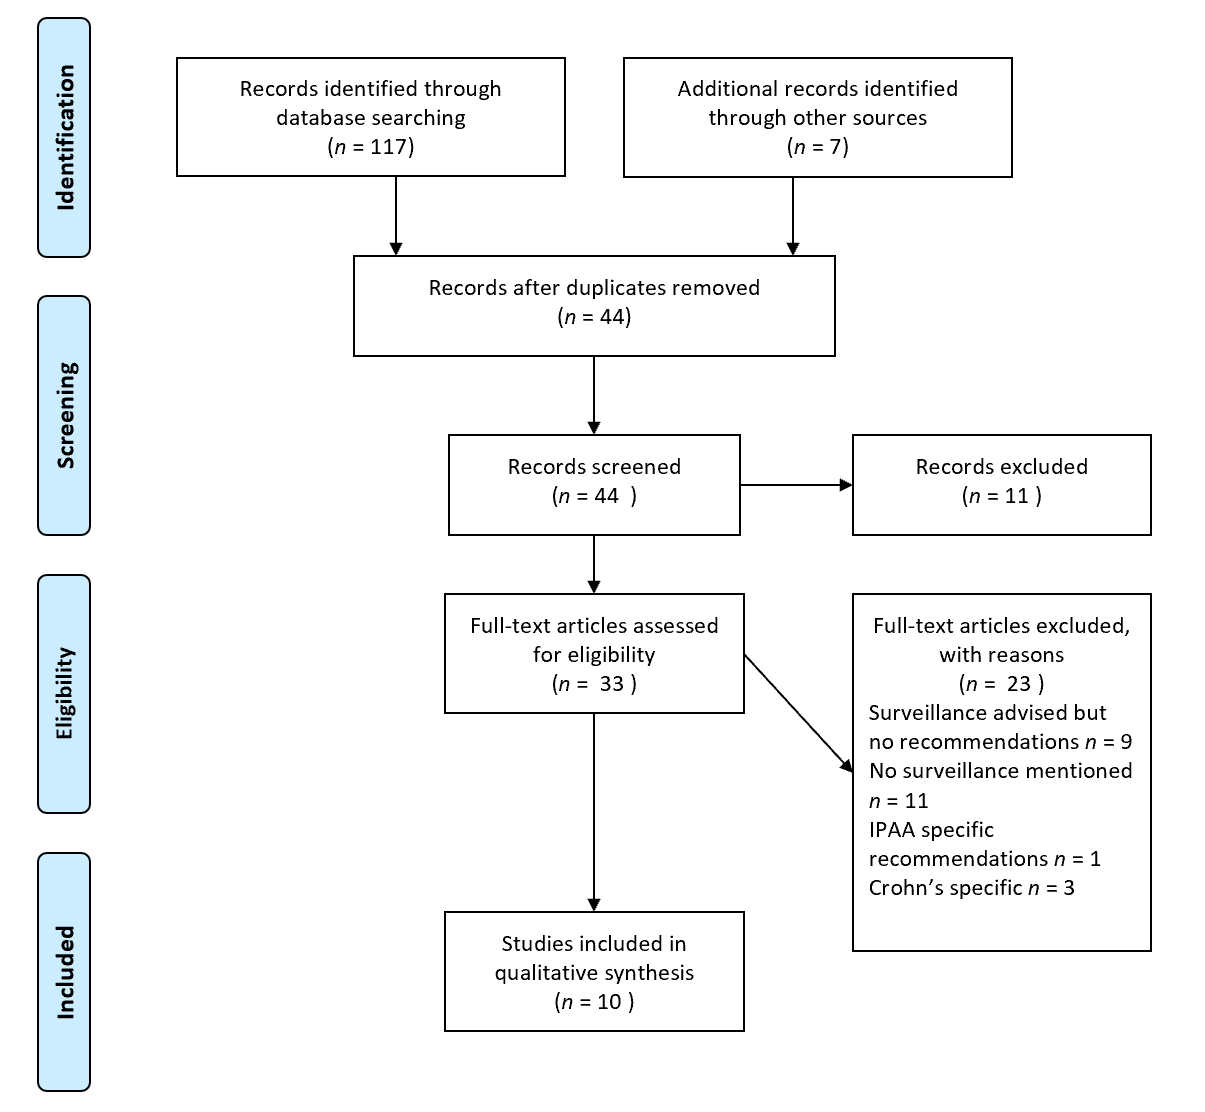 Identification
Records identified through
database searching
(n = 117)
Additional records identified
through other sources
(n = 7)
Records after duplicates removed
(n = 44)
Screening
Records screened
(n = 44  )
Records excluded
(n = 11 )
Eligibility
Full-text articles assessed
for eligibility
(n =  33 )
Full-text articles excluded,
with reasons
(n =  23 )
Surveillance advised but
no recommendations n = 9
No surveillance mentioned
n = 11
IPAA specific
recommendations n = 1
Crohn’s specific n = 3
Included
Studies included in
qualitative synthesis
(n = 10 )